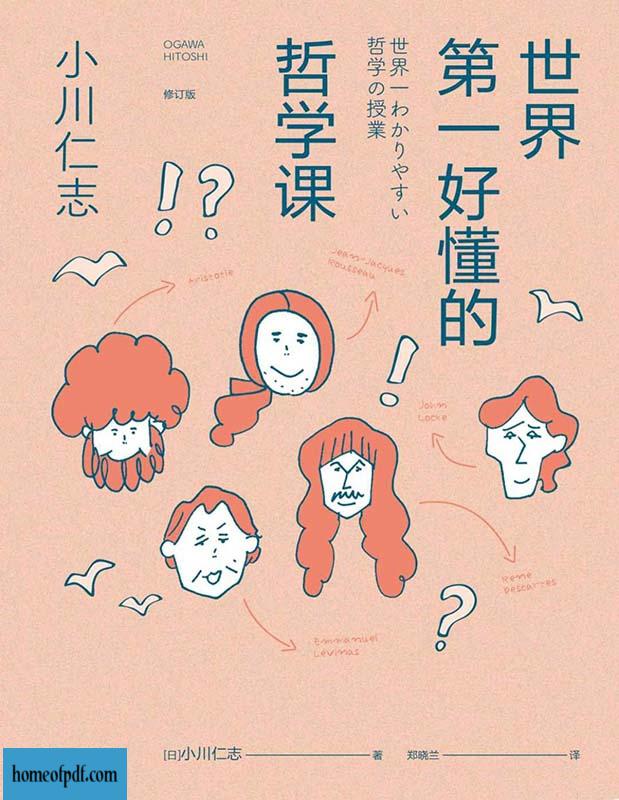 世界
第一好懂的
哲学课
世界一わかりやすい
哲学の授業
OGAWA
HITOSHI
修订版
小川仁志
!?
Aristotle
Jean-Jacques
Rousseau
!
John
Locke
Rene
Descartes
?
Emmanuel
Lévinas
[日]小川仁志 著 郑晓兰 译
homeofpdf.com